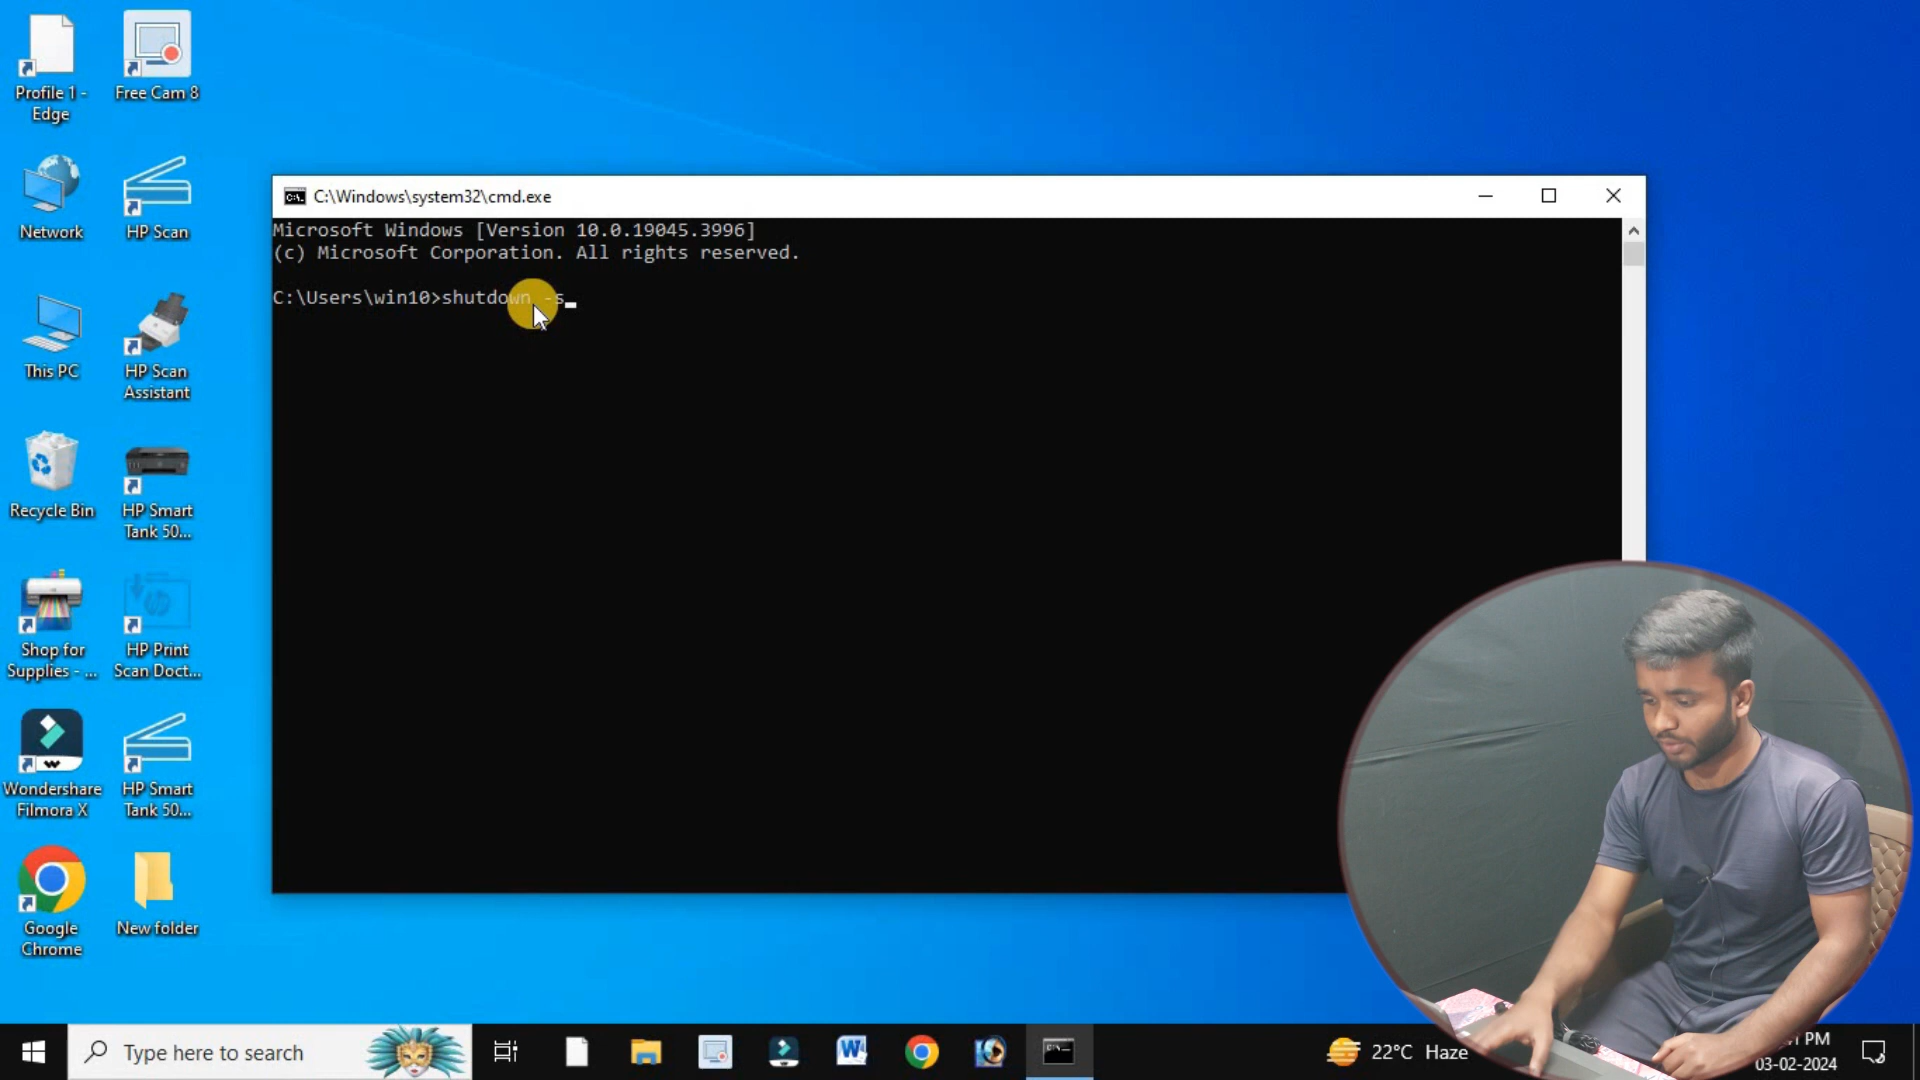 Profile 1 -
Edge
Free Cam 8
Network
HP Scan
This PC
HP Scan
Assistant
Recycle Bin
HP Smart
Tank 50...
Shop for
Supplies - ...
HP Print
Scan Doct...
Wondershare
Filmora X
HP Smart
Tank 50...
Google
Chrome
New folder
C:\Windows\system32\cmd.exe
Microsoft Windows [Version 10.0.19045.3996]
(c) Microsoft Corporation. All rights reserved.
C:\Users\win10>shutdown -s
Type here to search
22°C Haze
PM
03-02-2024